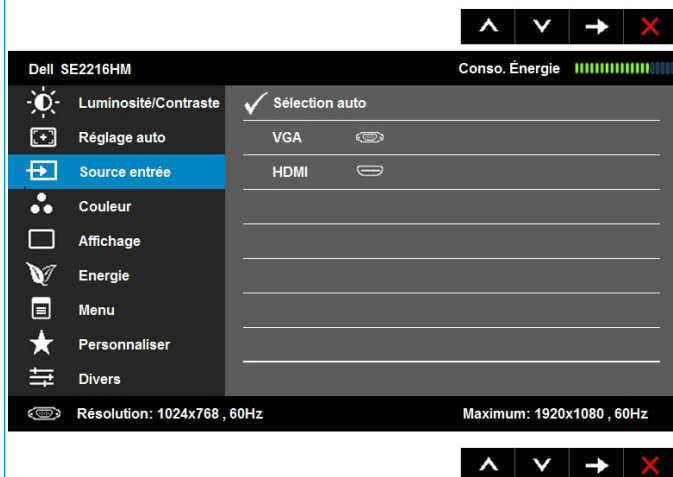 Dell SE2216HM Conso. Énergie
Luminosité/Contraste Sélection auto
Réglage auto VGA
Source entrée HDMI
Couleur
Affichage
Energie
Menu
Personnaliser
Divers
Résolution: 1024x768 , 60Hz Maximum: 1920x1080 , 60Hz